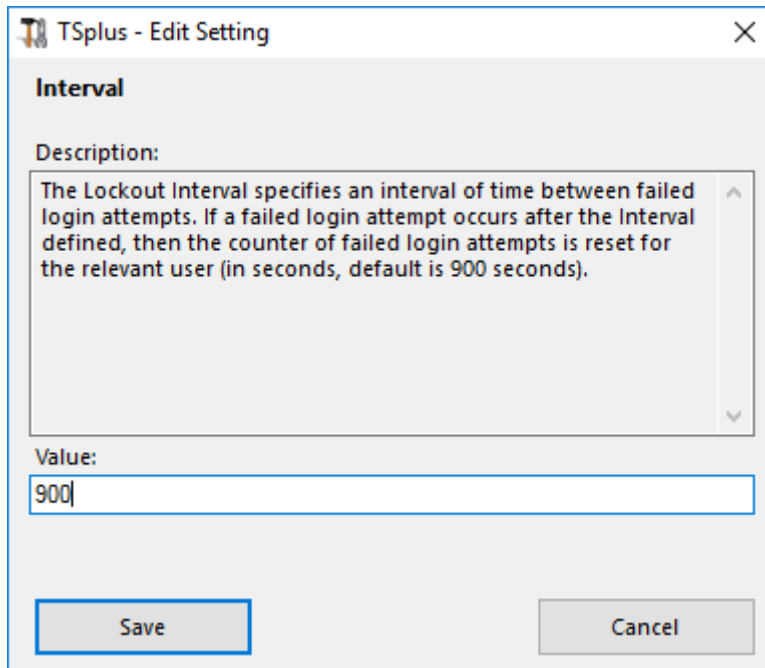 TSplus - Edit Setting
Interval
Description:
The Lockout Interval specifies an interval of time between failed
login attempts. If a failed login attempt occurs after the Interval
defined, then the counter of failed login attempts is reset for
the relevant user (in seconds, default is 900 seconds).
Value:
900
Save
Cancel